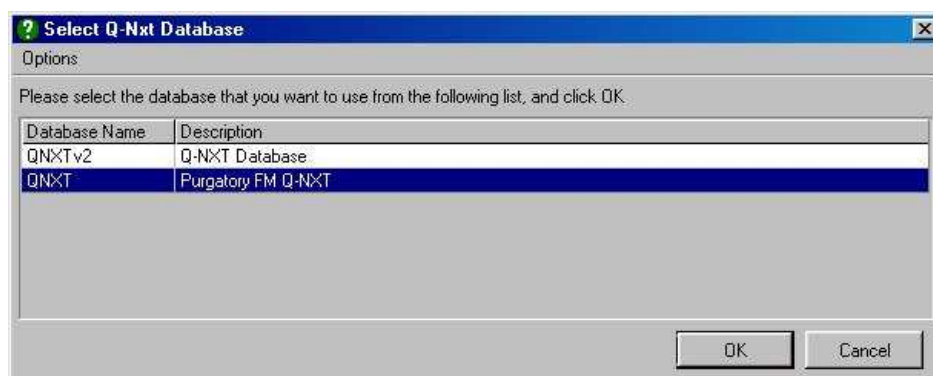 Select Q-Nxt Database
Options
Please select the database that you want to use from the following list, and click OK
Database Name Description
QNXTv2 Q-NXT Database
QNXT Purgatory FM Q-NXT
OK Cancel